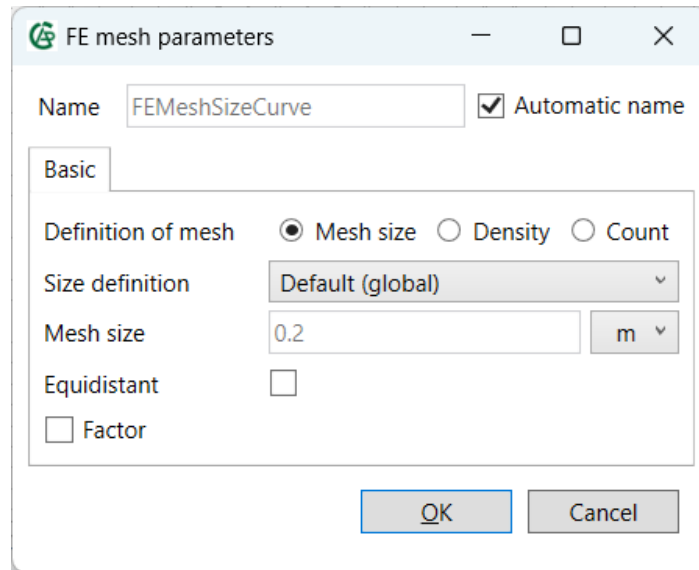 FE mesh parameters
Name FEMeshSizeCurve Automatic name
Basic
Definition of mesh Mesh size Density Count
Size definition Default (global)
Mesh size 0.2 m
Equidistant
Factor
OK Cancel